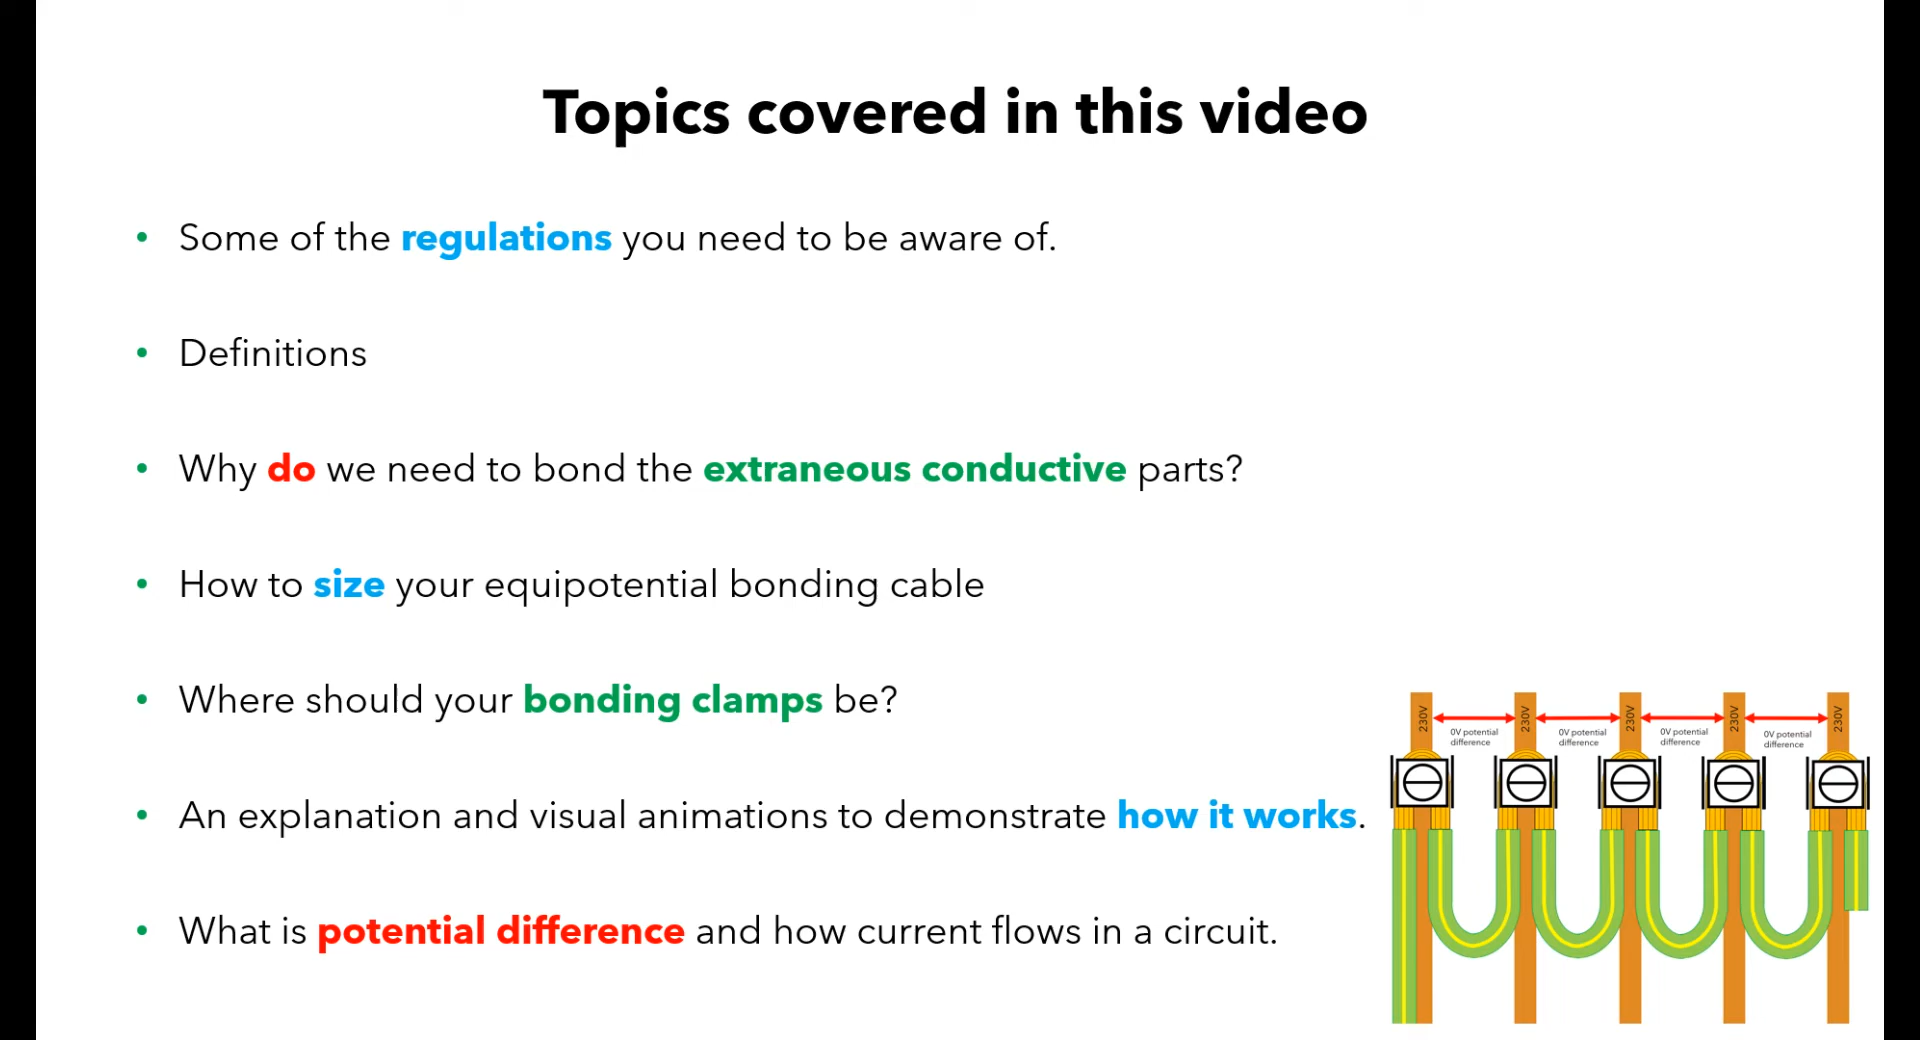 Topics covered in this video
• Some of the regulations you need to be aware of.
• Definitions
• Why do we need to bond the extraneous conductive parts?
• How to size your equipotential bonding cable
• Where should your bonding clamps be?
• An explanation and visual animations to demonstrate how it works.
• What is potential difference and how current flows in a circuit.
230V
230V
230V
230V
230V
0V potential
difference
0V potential
difference
0V potential
difference
0V potential
difference